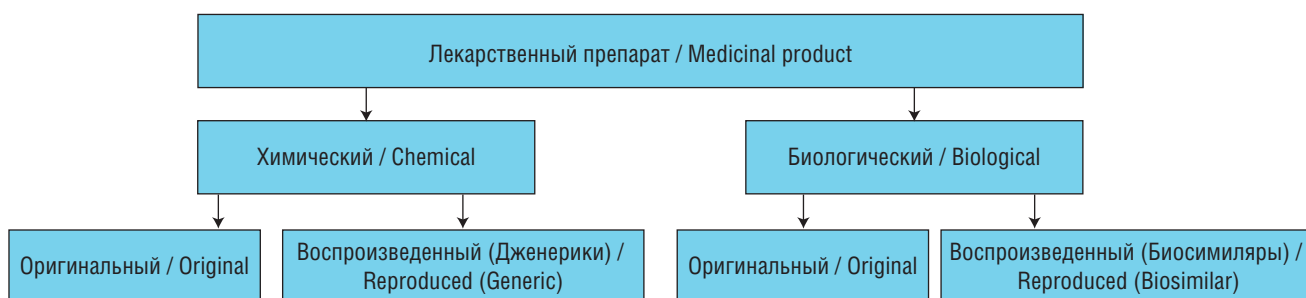 Лекарственный препарат / Medicinal product
Химический / Chemical
Биологический / Biological
Оригинальный / Original
Воспроизведенный (Дженерики) /
Reproduced (Generic)
Оригинальный / Original
Воспроизведенный (Биосимиляры) /
Reproduced (Biosimilar)